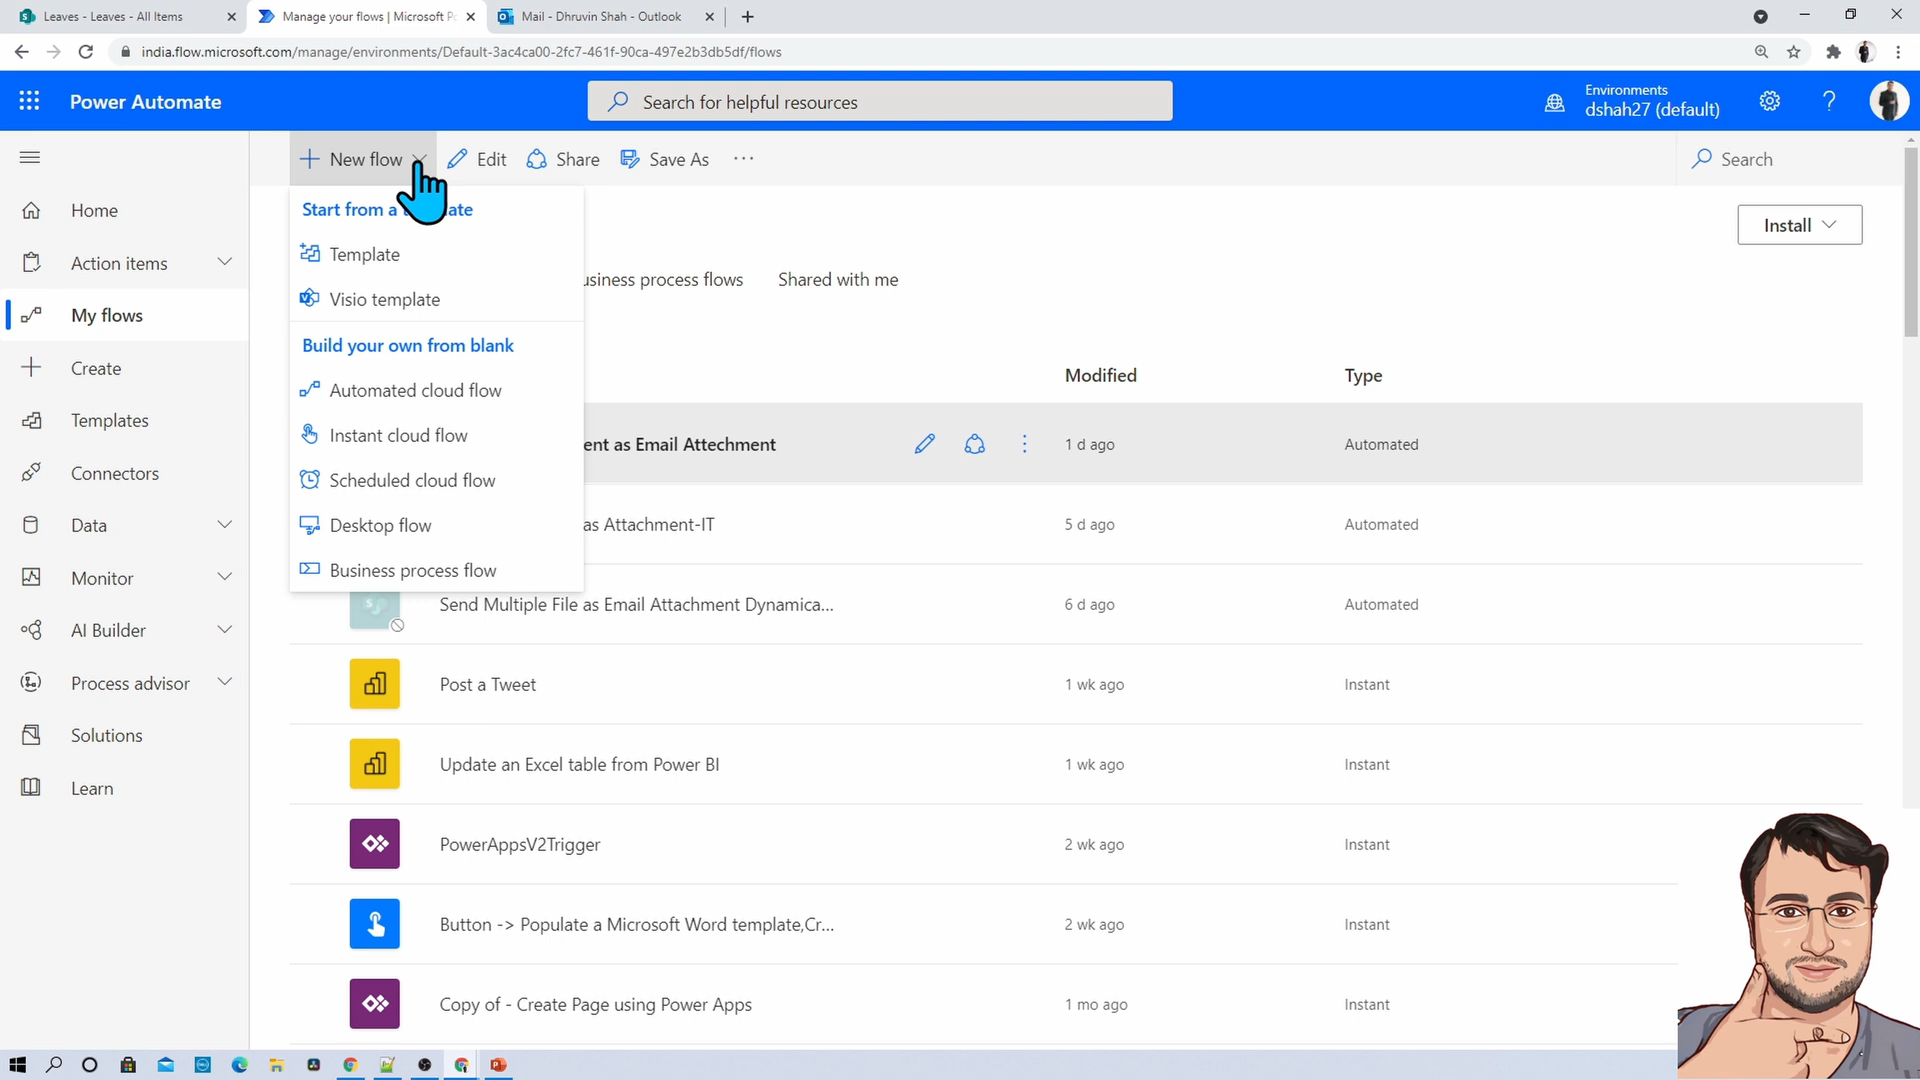 Leaves - Leaves - All Items
Manage your flows | Microsoft Po
Mail - Dhruvin Shah - Outlook
india.flow.microsoft.com/manage/environments/Default-3ac4ca00-2fc7-461f-90ca-497e2b3db5df/flows
Power Automate
Search for helpful resources
Environments
dshah27 (default)
New flow
Edit
Share
Save As
Search
Home
Action items
My flows
Create
Templates
Connectors
Data
Monitor
AI Builder
Process advisor
Solutions
Learn
Start from a ate
Template
Visio template
Build your own from blank
Automated cloud flow
Instant cloud flow
Scheduled cloud flow
Desktop flow
Business process flow
Install
usiness process flows
Shared with me
Modified
Type
ent as Email Attechment
1 d ago
Automated
as Attachment-IT
5 d ago
Automated
Send Multiple File as Email Attachment Dynamica...
6 d ago
Automated
Post a Tweet
1 wk ago
Instant
Update an Excel table from Power BI
1 wk ago
Instant
PowerAppsV2Trigger
2 wk ago
Instant
Button -> Populate a Microsoft Word template,Cr...
2 wk ago
Instant
Copy of - Create Page using Power Apps
1 mo ago
Instant